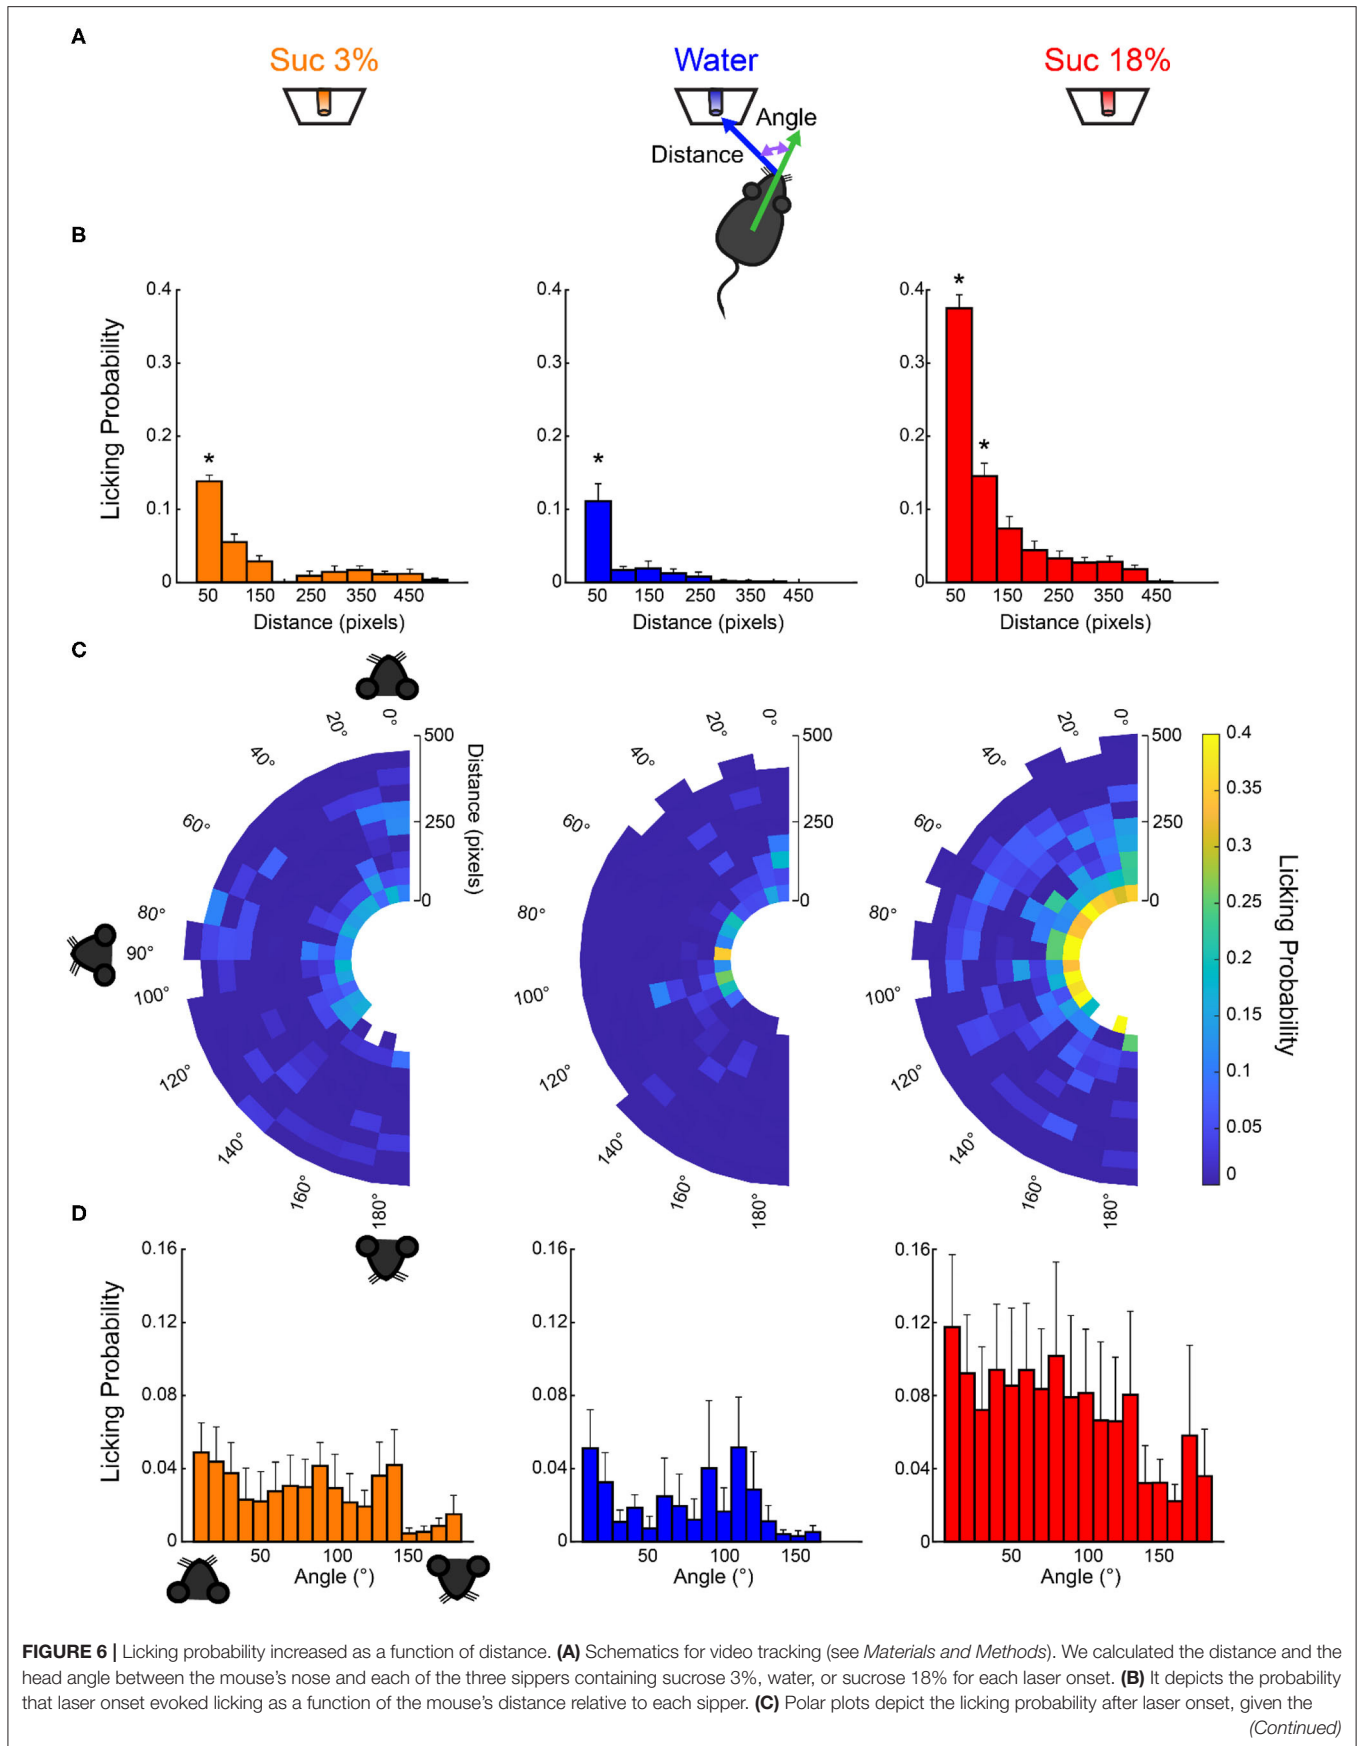 A
Suc 3%
Water
Suc 18%
Angle
Distance
B
0.4
0.3
0.2
0.1
0
Licking Probability
50 150 250 350 450
Distance (pixels)
0.4
0.3
0.2
0.1
0
50 150 250 350 450
Distance (pixels)
0.4
0.3
0.2
0.1
0
50 150 250 350 450
Distance (pixels)
* * * *
C
0°
20°
40°
60°
80°
90°
100°
120°
140°
160°
180°
500
250
0
Distance (pixels)
0°
20°
40°
60°
80°
100°
120°
140°
160°
180°
500
250
0
0°
20°
40°
60°
80°
100°
120°
140°
160°
180°
500
250
0
0.4
0.35
0.3
0.25
0.2
0.15
0.1
0.05
0
Licking Probability
D
0.16
0.12
0.08
0.04
0
Licking Probability
50 100 150
Angle (°)
0.16
0.12
0.08
0.04
0
50 100 150
Angle (°)
0.16
0.12
0.08
0.04
0
50 100 150
Angle (°)
FIGURE 6 | Licking probability increased as a function of distance. (A) Schematics for video tracking (see Materials and Methods). We calculated the distance and the
head angle between the mouse's nose and each of the three sippers containing sucrose 3%, water, or sucrose 18% for each laser onset. (B) It depicts the probability
that laser onset evoked licking as a function of the mouse's distance relative to each sipper. (C) Polar plots depict the licking probability after laser onset, given the
(Continued)